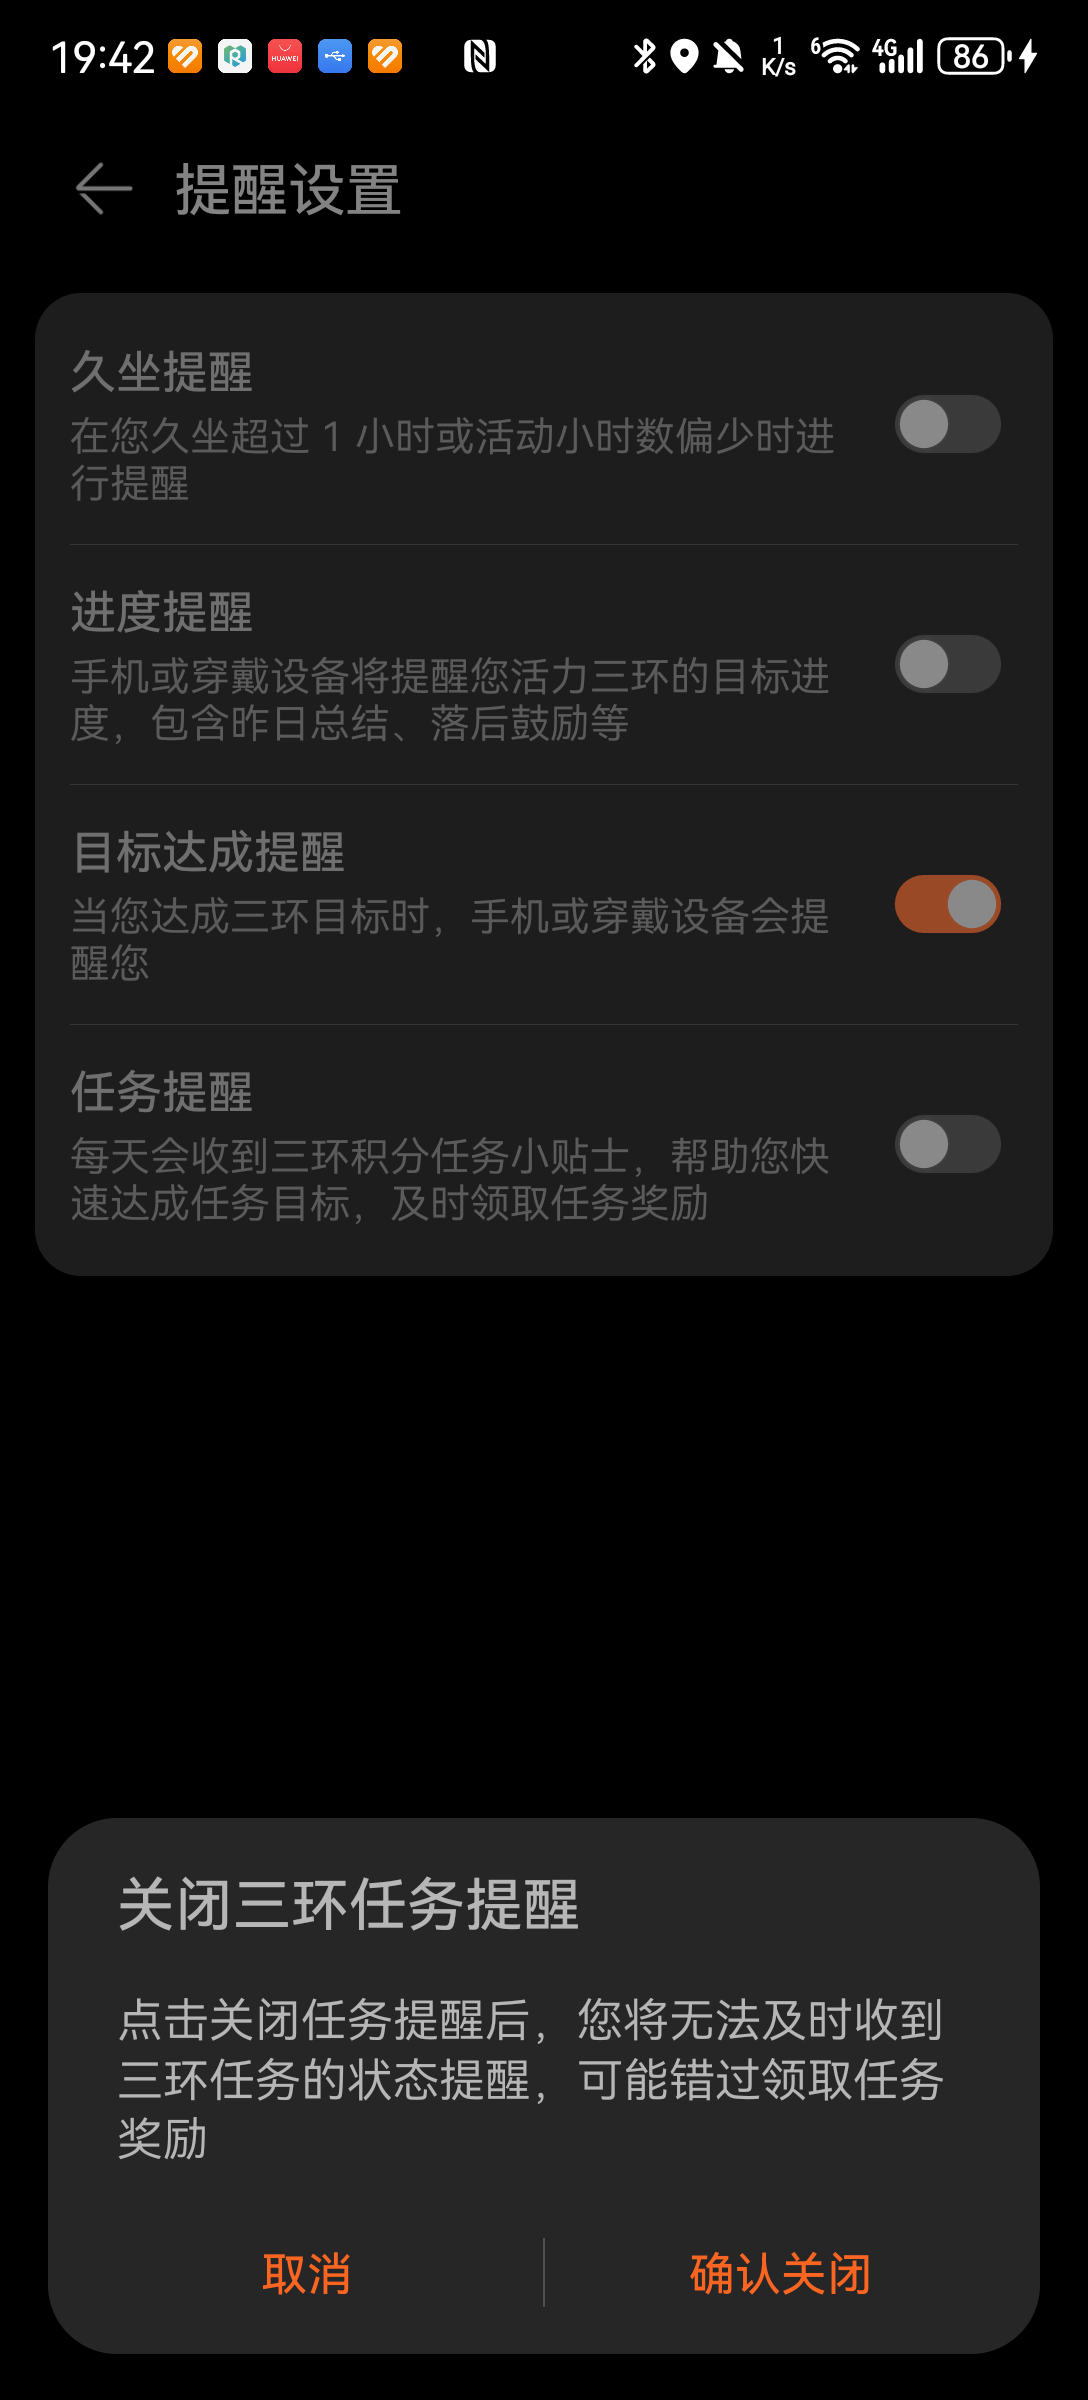 19:42
HUAWEI
1
K/s
6
4G
86
提醒设置
久坐提醒
在您久坐超过 1 小时或活动小时数偏少时进
行提醒
进度提醒
手机或穿戴设备将提醒您活力三环的目标进
度，包含昨日总结、落后鼓励等
目标达成提醒
当您达成三环目标时，手机或穿戴设备会提
醒您
任务提醒
每天会收到三环积分任务小贴士，帮助您快
速达成任务目标，及时领取任务奖励
关闭三环任务提醒
点击关闭任务提醒后，您将无法及时收到
三环任务的状态提醒，可能错过领取任务
奖励
取消
确认关闭